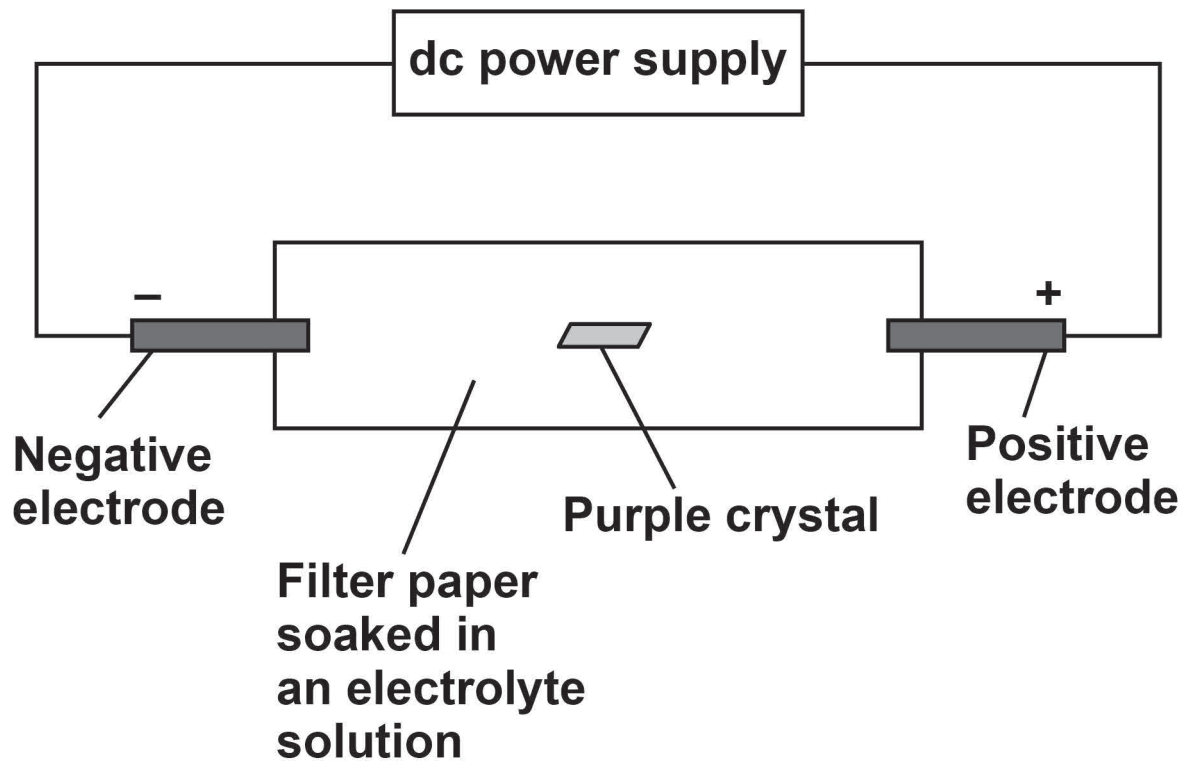 dc power supply
–
+
Negative
electrode
Positive
electrode
Purple crystal
Filter paper
soaked in
an electrolyte
solution